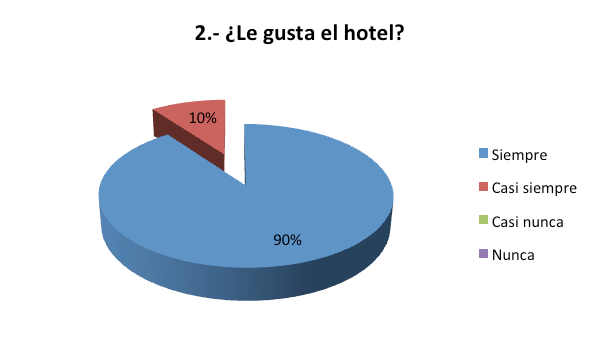 2.- ¿Le gusta el hotel?
10%
90%
Siempre
Casi siempre
Casi nunca
Nunca